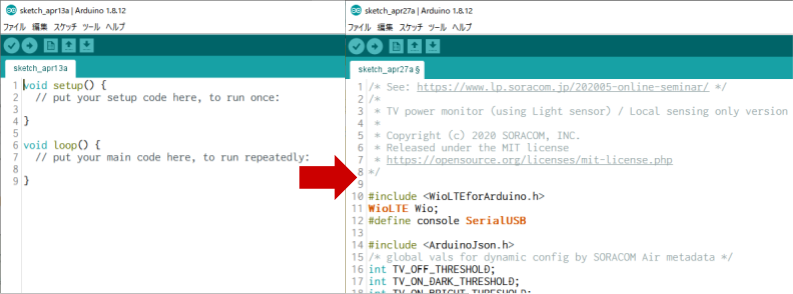 sketch_apr13a | Arduino 1.8.12
ファイル 編集 スケッチ ツール ヘルプ
sketch_apr13a
1 void setup() {
2 // put your setup code here, to run once:
3
4 }
5
6 void loop() {
7 // put your main code here, to run repeatedly:
8
9 }
sketch_apr27a | Arduino 1.8.12
ファイル 編集 スケッチ ツール ヘルプ
sketch_apr27a §
1 /* See: https://www.lp.soracom.jp/202005-online-seminar/ */
2 /*
3 * TV power monitor (using Light sensor) / Local sensing only version
4 *
5 * Copyright (c) 2020 SORACOM, INC.
6 * Released under the MIT license
7 * https://opensource.org/licenses/mit-license.php
8 */
9
10 #include <WioLTEforArduino.h>
11 WioLTE Wio;
12 #define console SerialUSB
13
14 #include <ArduinoJson.h>
15 /* global vals for dynamic config by SORACOM Air metadata */
16 int TV_OFF_THRESHOLD;
17 int TV_ON_DARK_THRESHOLD;
18 int TV_ON_BRIGHT_THRESHOLD;